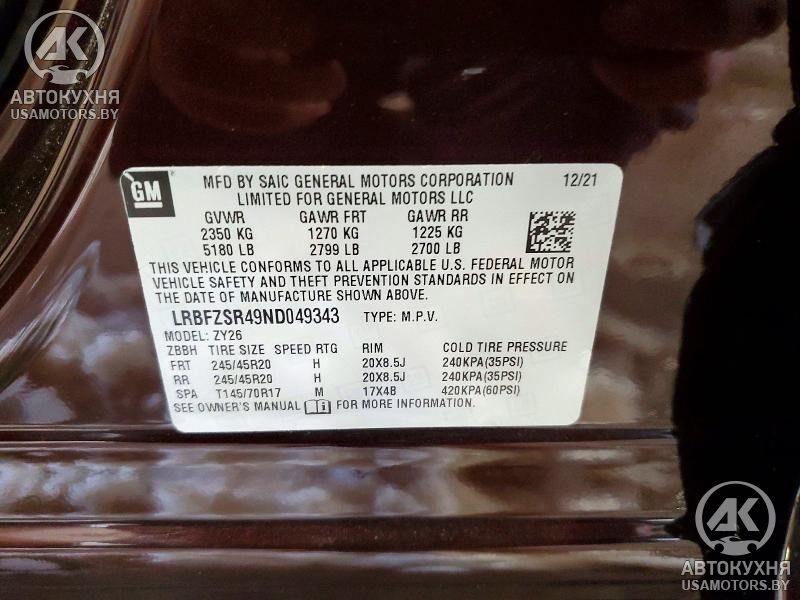 AK
АВТОКУХНЯ
USAMOTORS.BY
GM
MFD BY SAIC GENERAL MOTORS CORPORATION 12/21
LIMITED FOR GENERAL MOTORS LLC
GVWR GAWR FRT GAWR RR
2350 KG 1270 KG 1225 KG
5180 LB 2799 LB 2700 LB
THIS VEHICLE CONFORMS TO ALL APPLICABLE U.S. FEDERAL MOTOR
VEHICLE SAFETY AND THEFT PREVENTION STANDARDS IN EFFECT ON
THE DATE OF MANUFACTURE SHOWN ABOVE.
LRBFZSR49ND049343 TYPE: M.P.V.
MODEL: ZY26
ZBBH TIRE SIZE SPEED RTG RIM COLD TIRE PRESSURE
FRT 245/45R20 H 20X8.5J 240KPA(35PSI)
RR 245/45R20 H 20X8.5J 240KPA(35PSI)
SPA T145/70R17 M 17X4B 420KPA(60PSI)
SEE OWNER'S MANUAL FOR MORE INFORMATION.
AK
АВТОКУХНЯ
USAMOTORS.BY